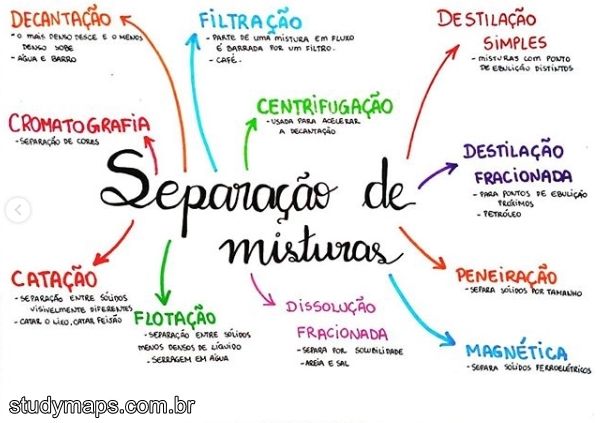 DECANTAÇÃO
- O MAIS DENSO DESCE E O MENOS
DENSO SOBE
- ÁGUA E BARRO
FILTRAÇÃO
- PARTE DE UMA MISTURA EM FLUXO
É BARRADA POR UM FILTRO.
- CAFÉ.
DESTILAÇÃO
SIMPLES
- MISTURAS COM PONTO
DE EBULIÇÃO DISTINTOS
CENTRIFUGAÇÃO
- USADA PARA ACELERAR
A DECANTAÇÃO
CROMATOGRAFIA
- SEPARAÇÃO DE CORES
DESTILAÇÃO
FRACIONADA
- PARA PONTOS DE EBULIÇÃO
PRÓXIMOS
- PETRÓLEO
Separação de
misturas
CATAÇÃO
- SEPARAÇÃO ENTRE SÓLIDOS
VISIVELMENTE DIFERENTES
- CATAR O LIXO, CATAR FEIJÃO
FLOTAÇÃO
- SEPARAÇÃO ENTRE SÓLIDOS
MENOS DENSOS DE LÍQUIDO
- SERRAGEM EM ÁGUA
DISSOLUÇÃO
FRACIONADA
- SEPARA POR SOLUBILIDADE
- AREIA E SAL
PENEIRAÇÃO
- SEPARA SÓLIDOS POR TAMANHO
MAGNÉTICA
- SEPARA SÓLIDOS FERROELÉTRICOS
studymaps.com.br